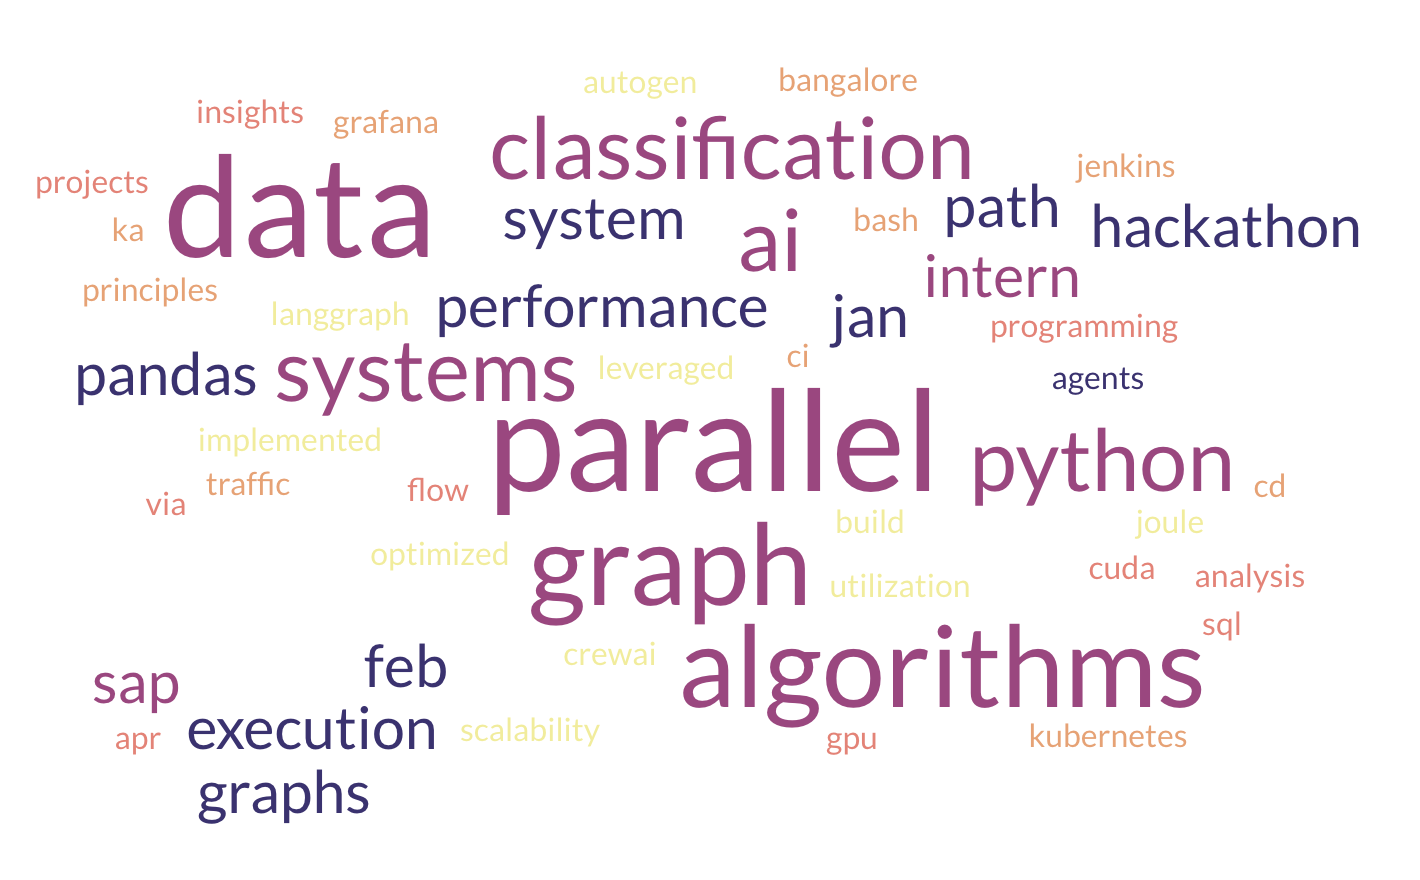 autogen
bangalore
insights
grafana
classification
jenkins
projects
data
system
path
hackathon
ka
ai
bash
principles
intern
langgraph
performance
jan
programming
pandas
systems
leveraged
ci
agents
implemented
parallel
python
traffic
via
flow
cd
build
joule
optimized
graph
utilization
cuda
analysis
sql
feb
crewai
algorithms
sap
apr
execution
scalability
gpu
kubernetes
graphs